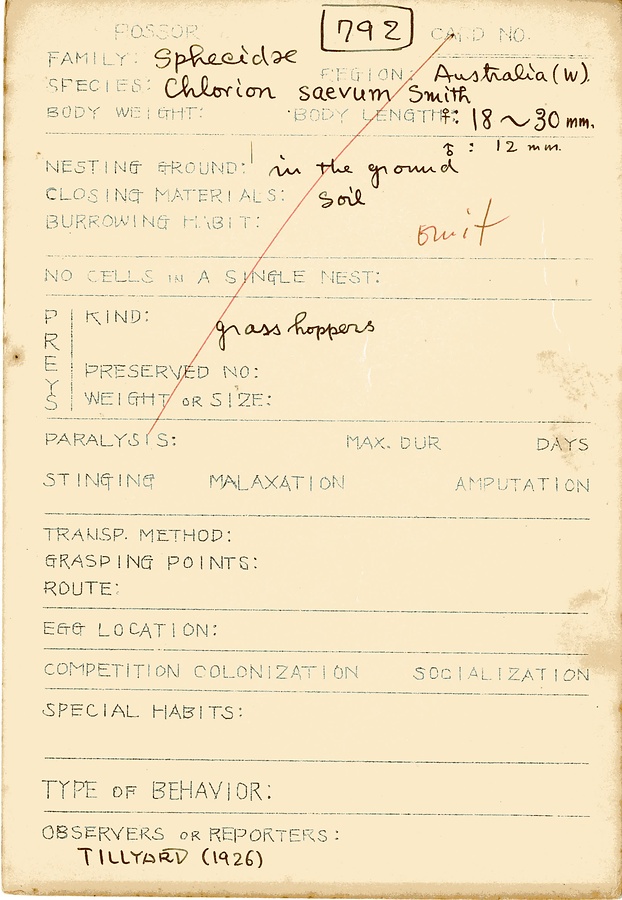 FOSSOR 792 CARD NO.
FAMILY: Sphecidae
REGION: Australia (W).
SPECIES: Chlorion saevum Smith
BODY WEIGHT: BODY LENGTH: ♀: 18 ~ 30 mm.
♂: 12 mm.
NESTING GROUND: in the ground
CLOSING MATERIALS: Soil
BURROWING HABIT:
omit
NO CELLS IN A SINGLE NEST:
PREYS
KIND: grass hoppers
PRESERVED NO:
WEIGHT OR SIZE:
PARALYSIS: MAX. DUR DAYS
STINGING MALAXATION AMPUTATION
TRANSP. METHOD:
GRASPING POINTS:
ROUTE:
EGG LOCATION:
COMPETITION COLONIZATION SOCIALIZATION
SPECIAL HABITS:
TYPE OF BEHAVIOR:
OBSERVERS OR REPORTERS:
TILLYARD (1926)